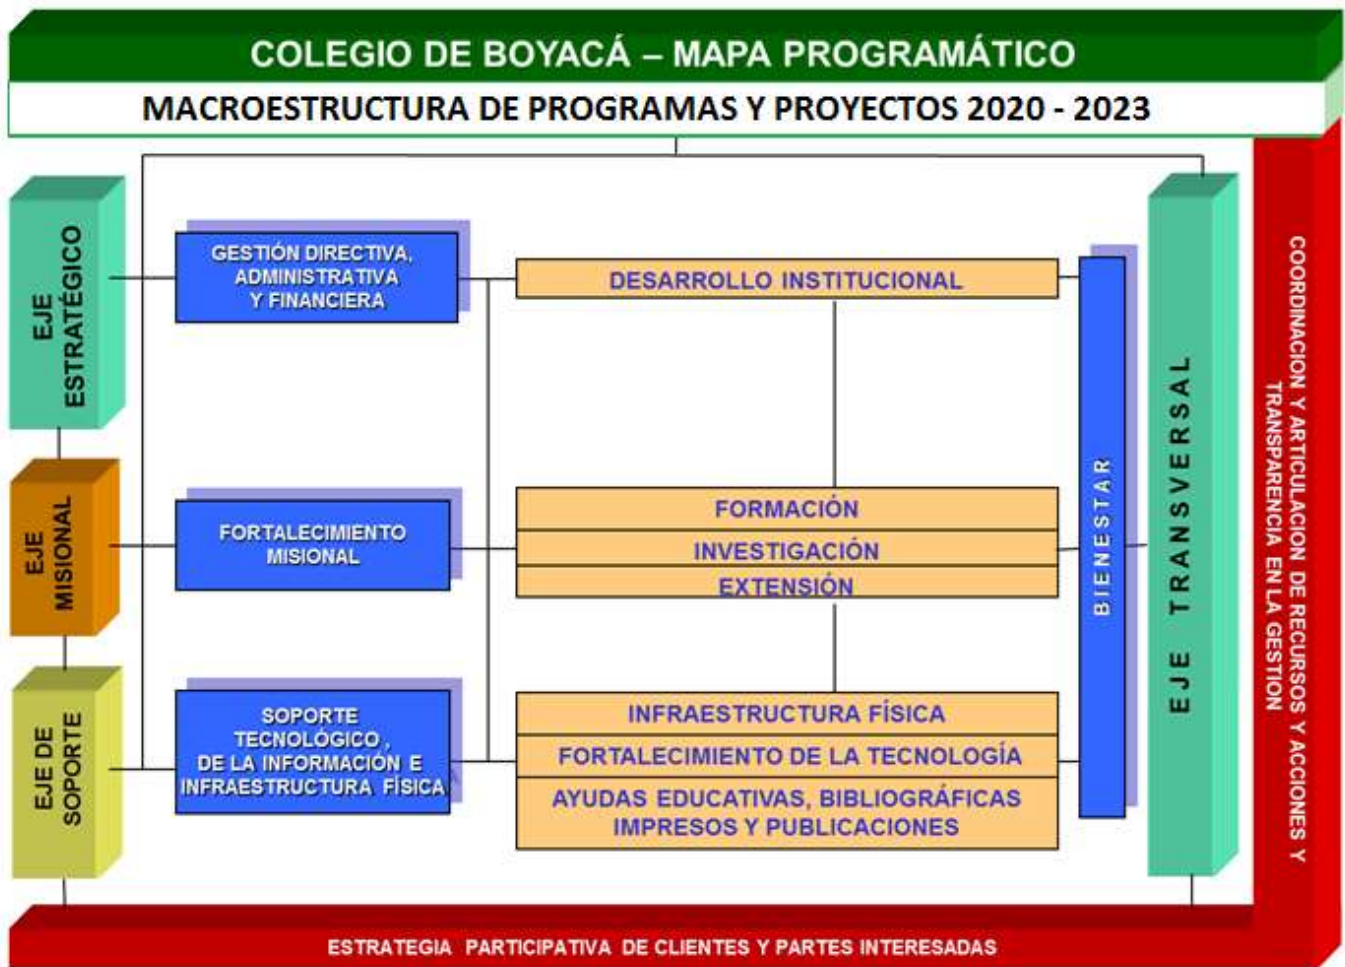 COLEGIO DE BOYACÁ – MAPA PROGRAMÁTICO
MACROESTRUCTURA DE PROGRAMAS Y PROYECTOS 2020 - 2023
EJE
ESTRATÉGICO
GESTIÓN DIRECTIVA,
ADMINISTRATIVA
Y FINANCIERA
DESARROLLO INSTITUCIONAL
EJE
MISIONAL
FORTALECIMIENTO
MISIONAL
FORMACIÓN
INVESTIGACIÓN
EXTENSIÓN
EJE DE
SOPORTE
SOPORTE
TECNOLÓGICO ,
DE LA INFORMACIÓN E
INFRAESTRUCTURA FÍSICA
INFRAESTRUCTURA FÍSICA
FORTALECIMIENTO DE LA TECNOLOGÍA
AYUDAS EDUCATIVAS, BIBLIOGRÁFICAS
IMPRESOS Y PUBLICACIONES
BIENESTAR
EJE TRANSVERSAL
COORDINACION Y ARTICULACION DE RECURSOS Y ACCIONES Y
TRANSPARENCIA EN LA GESTION
ESTRATEGIA PARTICIPATIVA DE CLIENTES Y PARTES INTERESADAS